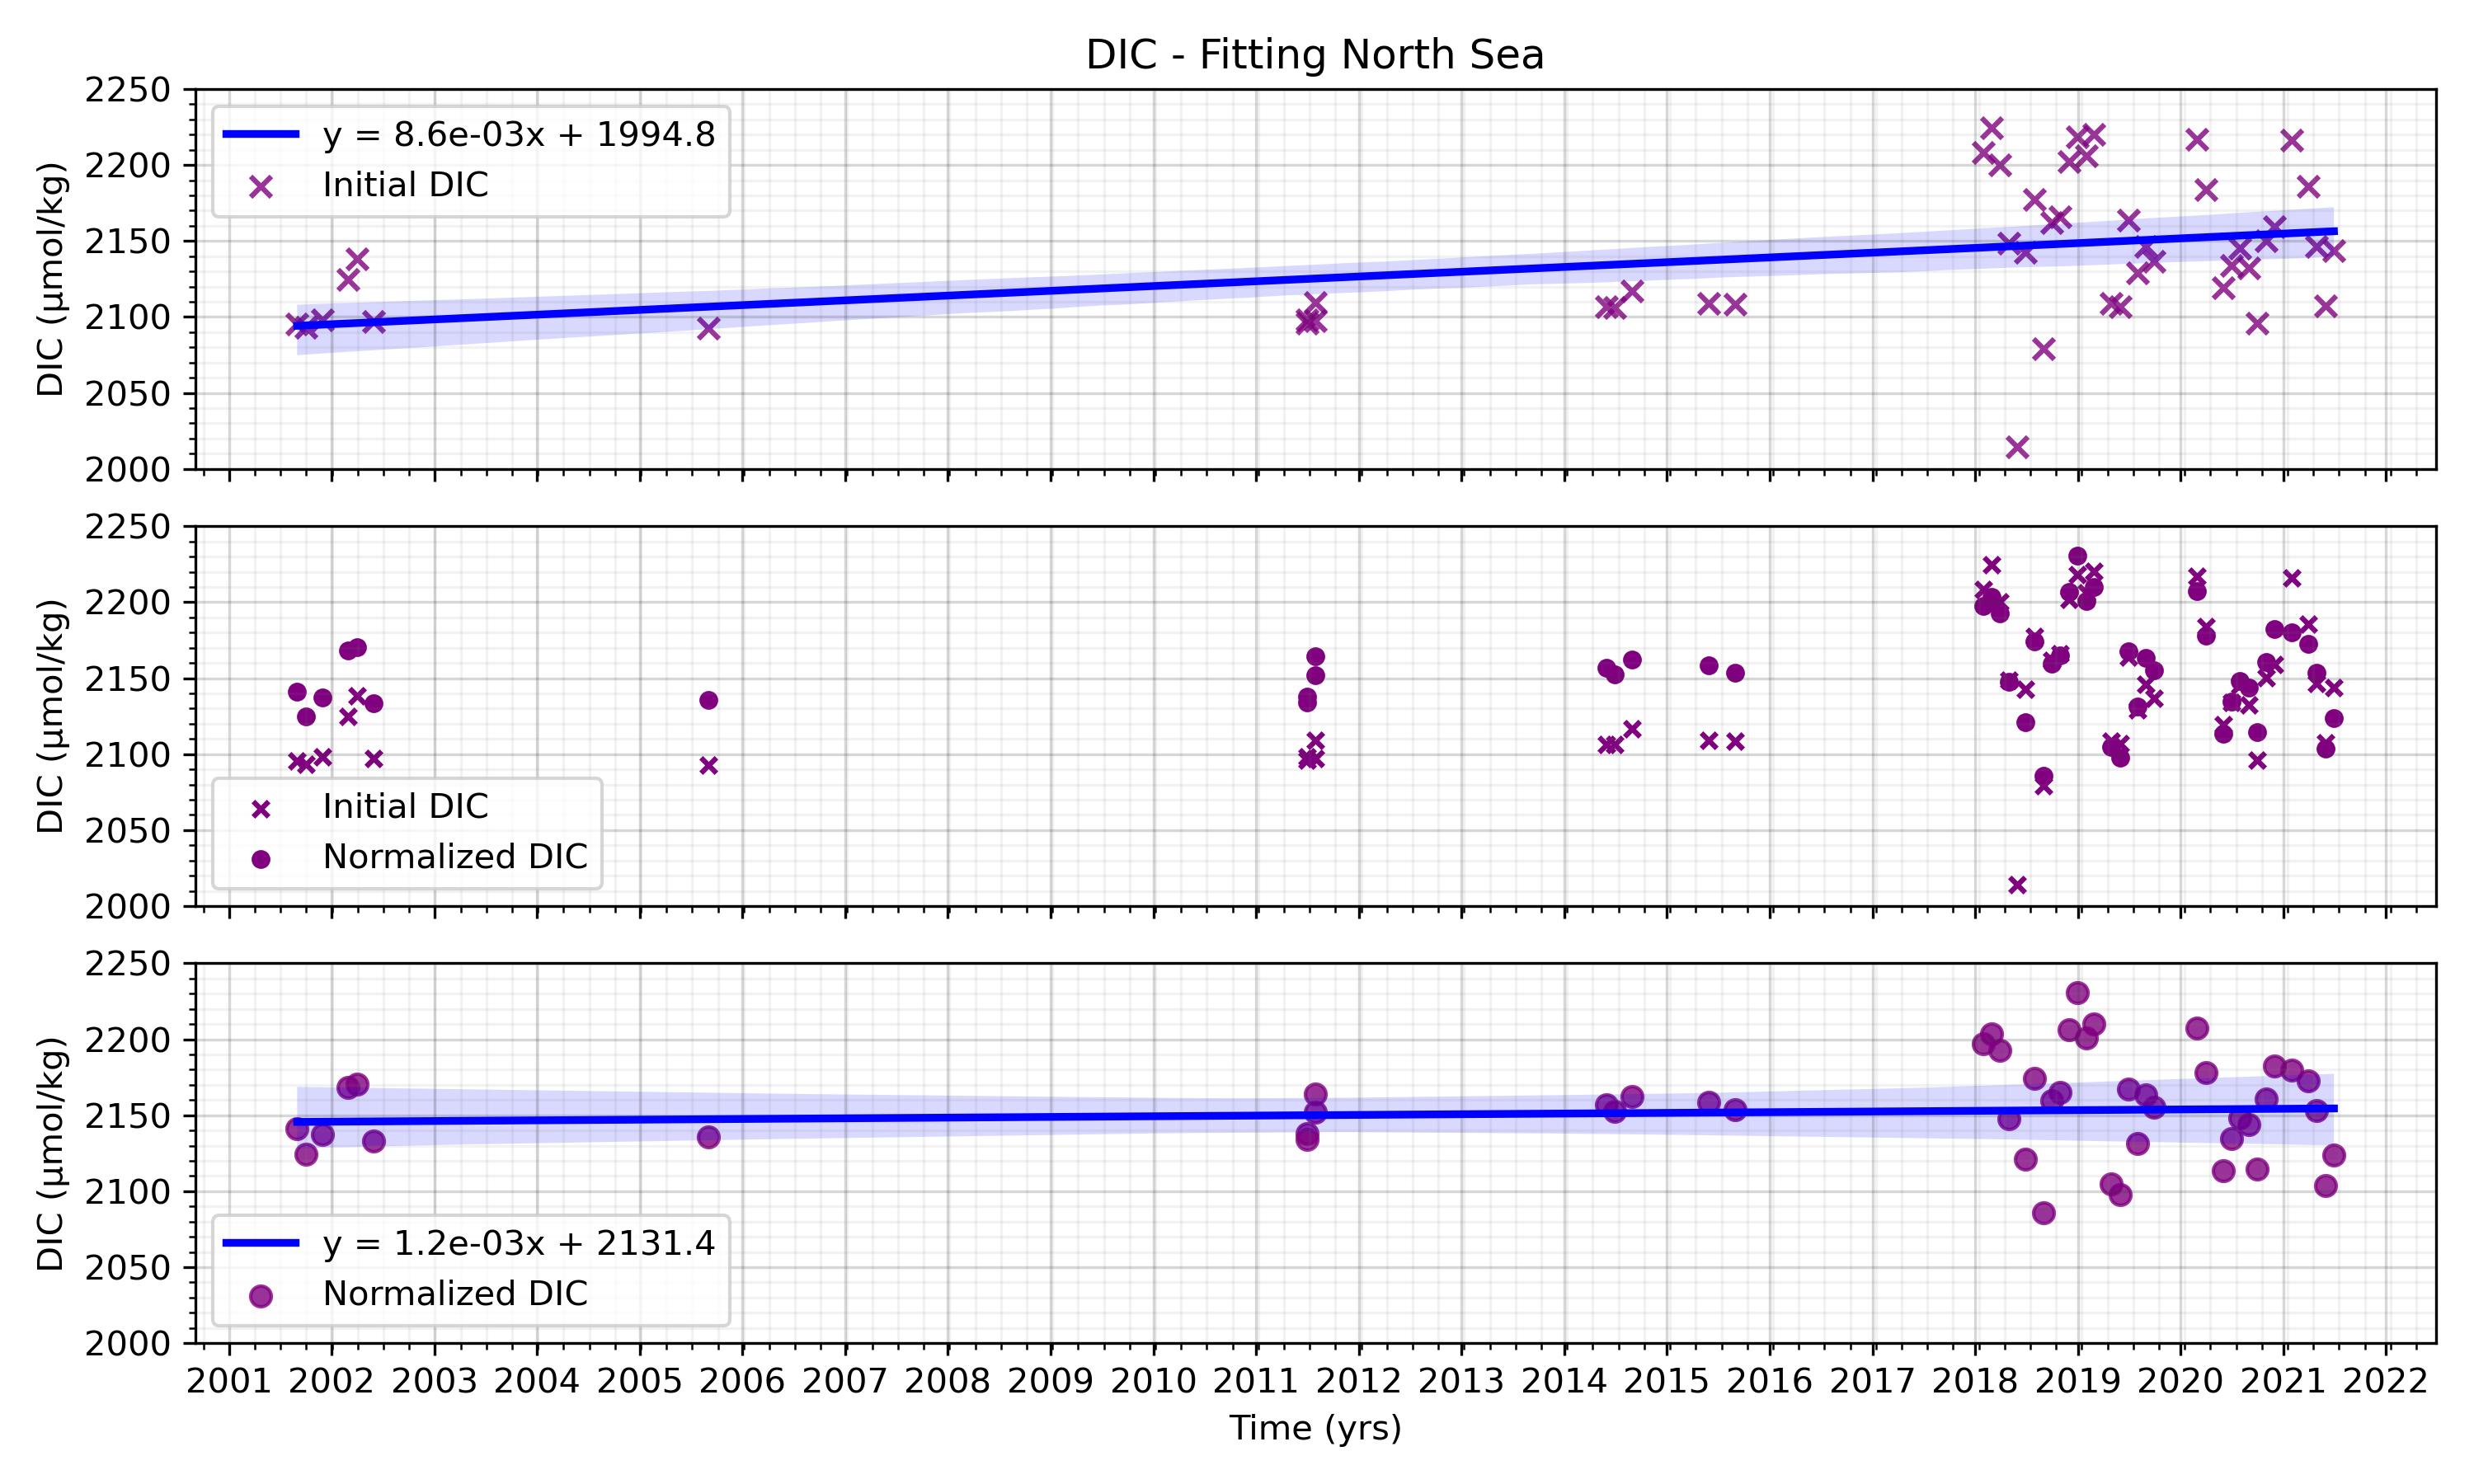 DIC - Fitting North Sea
2250
2200
2150
2100
2050
2000
DIC (μmol/kg)
y = 8.6e-03x + 1994.8
Initial DIC
2250
2200
2150
2100
2050
2000
DIC (μmol/kg)
Initial DIC
Normalized DIC
2250
2200
2150
2100
2050
2000
DIC (μmol/kg)
y = 1.2e-03x + 2131.4
Normalized DIC
2001 2002 2003 2004 2005 2006 2007 2008 2009 2010 2011 2012 2013 2014 2015 2016 2017 2018 2019 2020 2021 2022
Time (yrs)